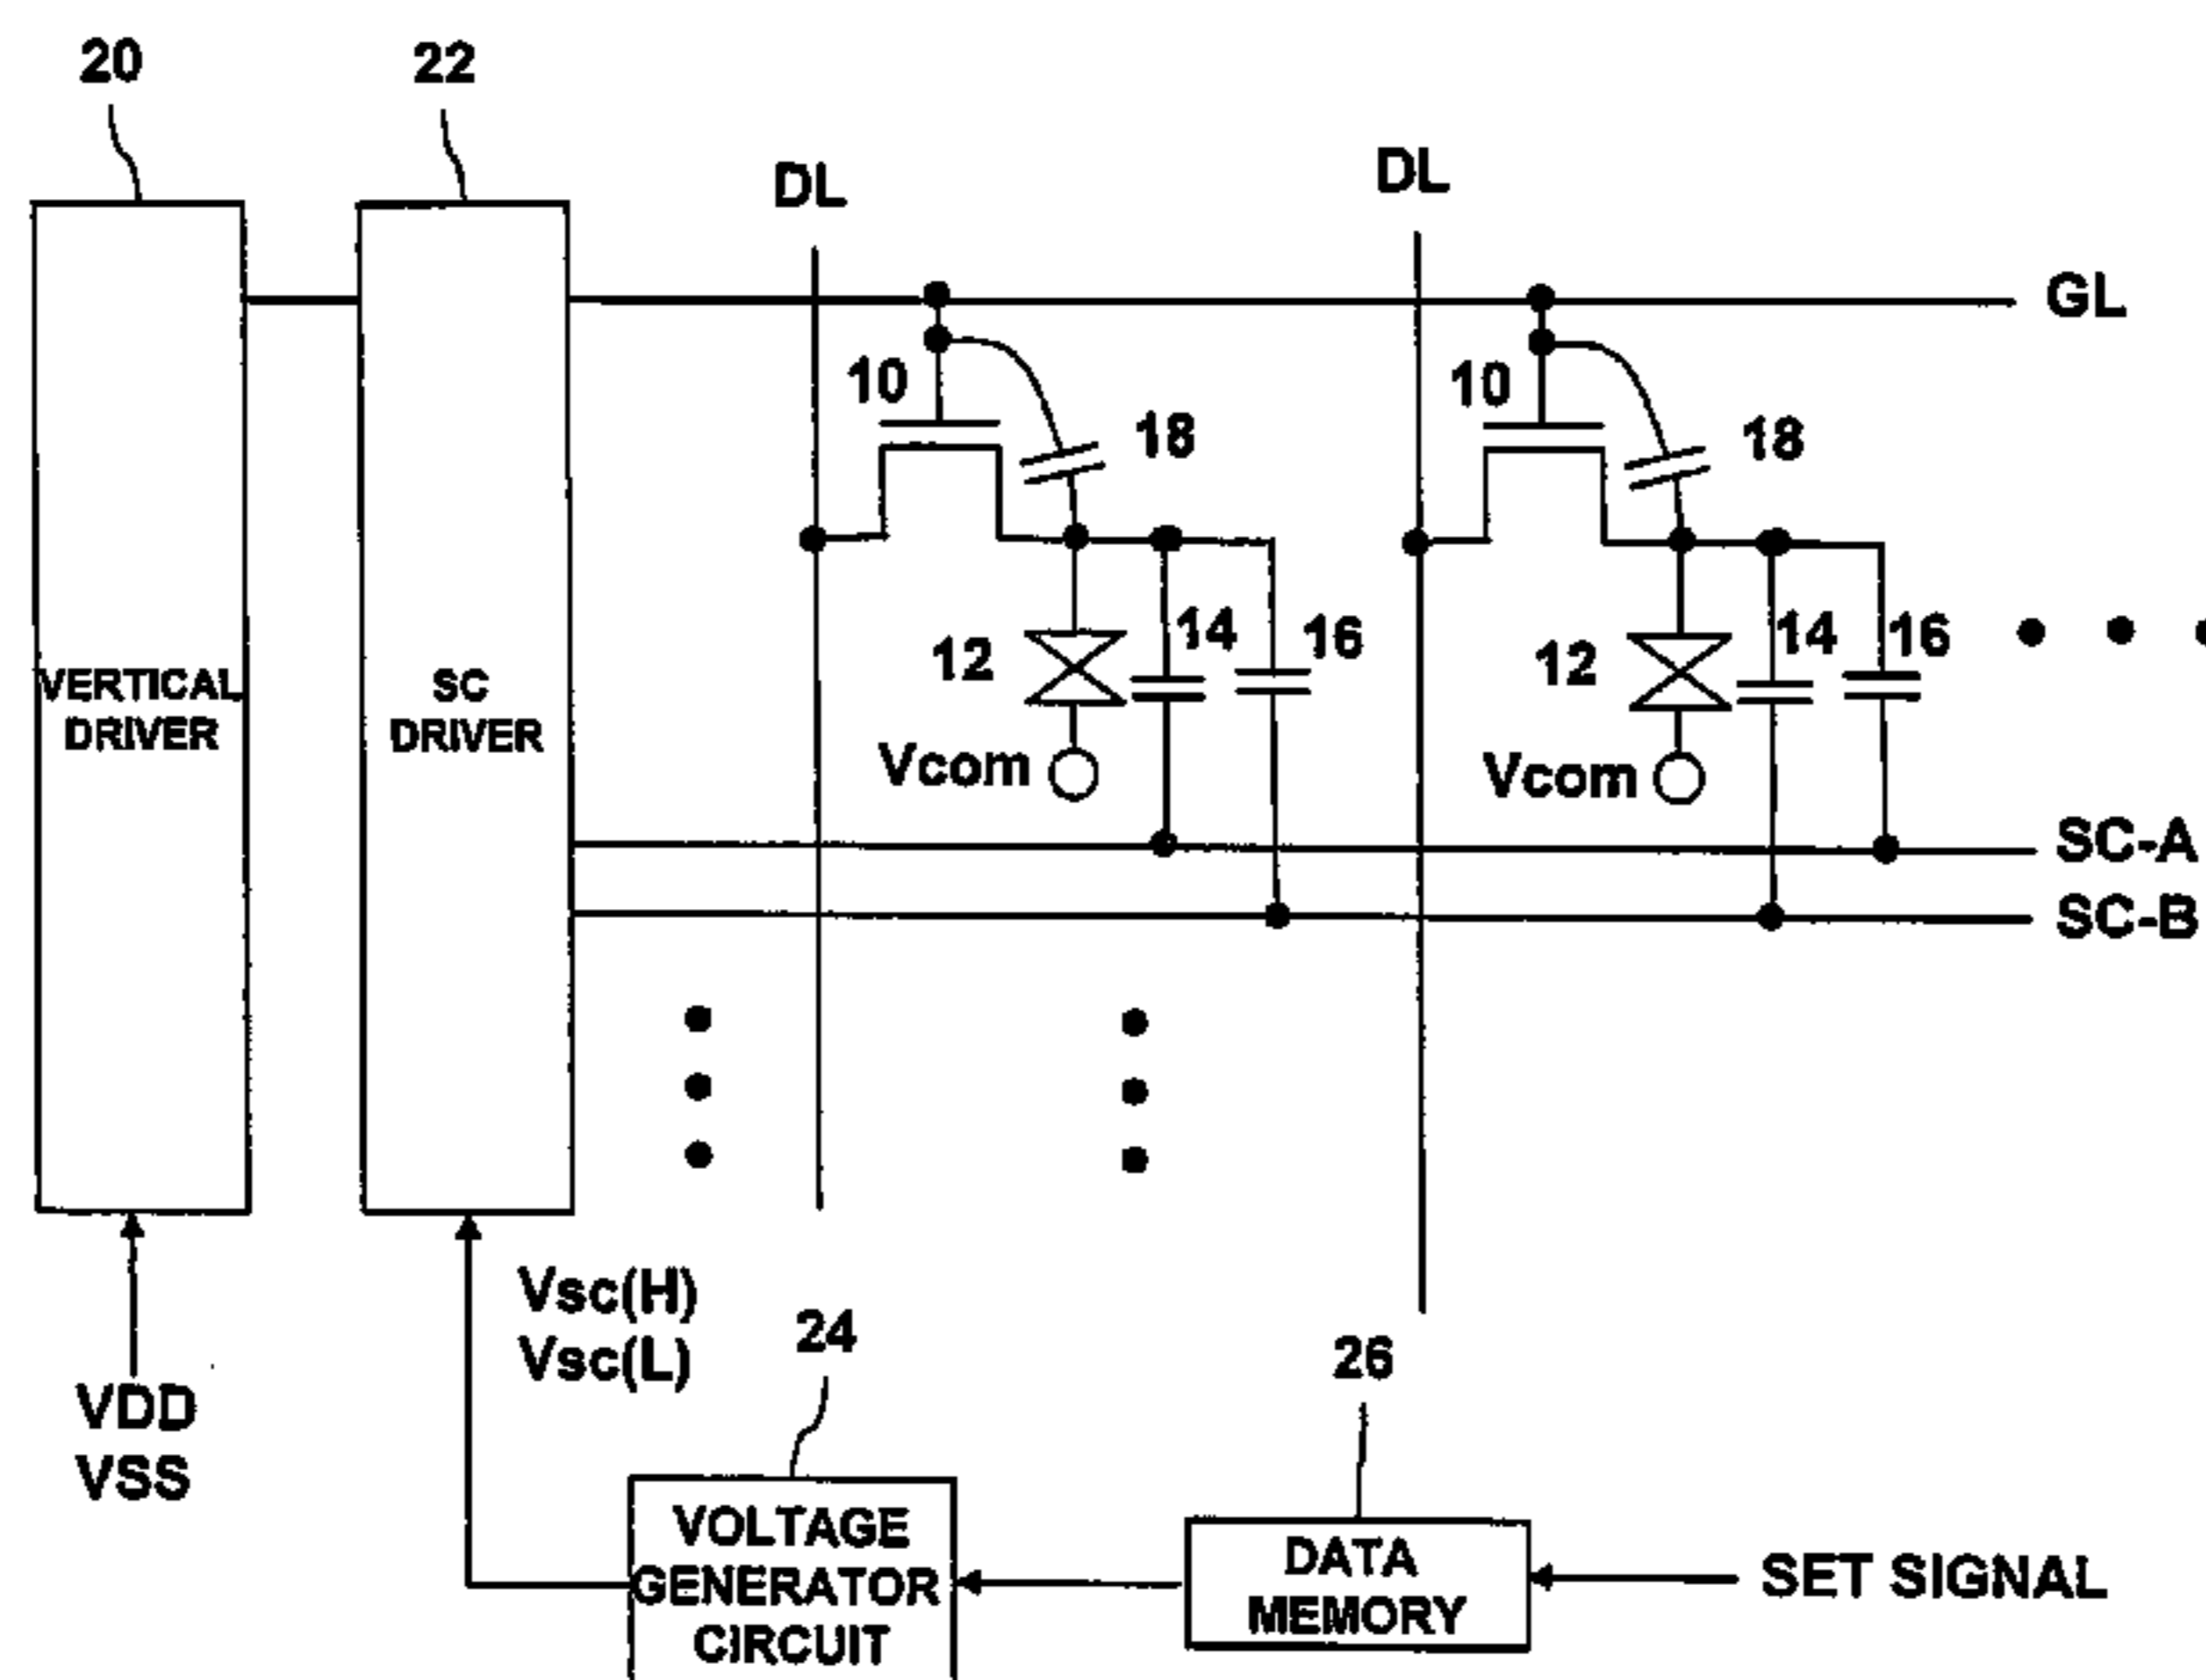 20
22
DL
DL
GL
10
18
10
18
12
14
16
12
14
16
VERTICAL
DRIVER
SC
DRIVER
Vcom
Vcom
SC-A
SC-B
Vsc(H)
Vsc(L)
24
26
VDD
VSS
VOLTAGE
GENERATOR
CIRCUIT
DATA
MEMORY
SET SIGNAL